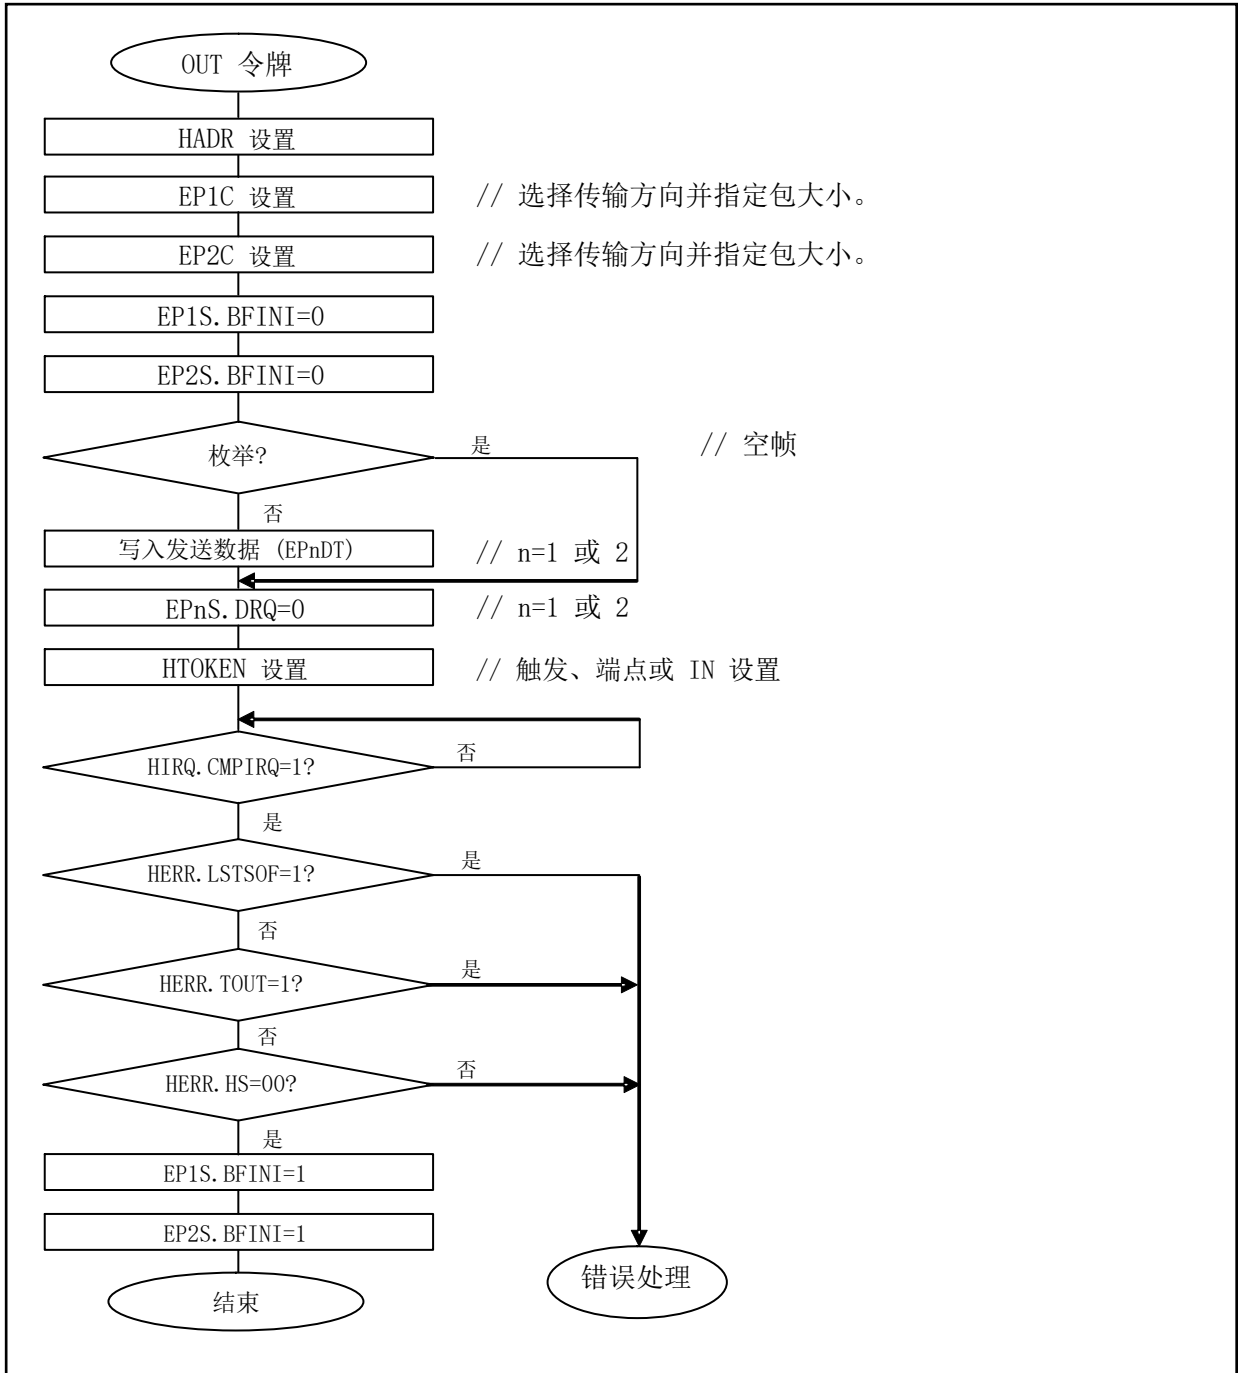 OUT 令牌
HADR 设置
EP1C 设置 // 选择传输方向并指定包大小。
EP2C 设置 // 选择传输方向并指定包大小。
EP1S.BFINI=0
EP2S.BFINI=0
枚举? 是 // 空帧
否
写入发送数据 (EPnDT) // n=1 或 2
EPnS.DRQ=0 // n=1 或 2
HTOKEN 设置 // 触发、端点或 IN 设置
HIRQ.CMPIRQ=1? 否
是
HERR.LSTSOF=1? 是
否
HERR.TOUT=1? 是
否
HERR.HS=00? 否
是
EP1S.BFINI=1
EP2S.BFINI=1
错误处理
结束